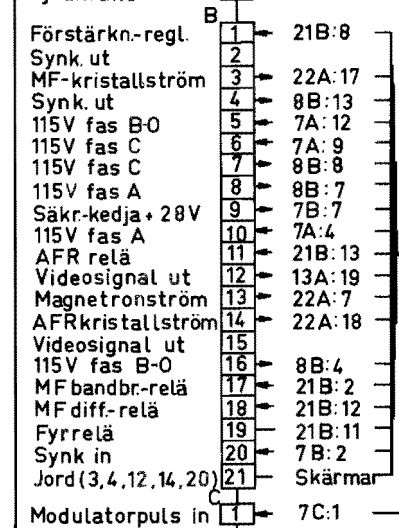 B
Förstärkn.-regl. 1 21B:8
Synk. ut 2
MF-kristallström 3 22A:17
Synk. ut 4 8B:13
115V fas B-0 5 7A:12
115V fas C 6 7A:9
115V fas C 7 8B:8
115V fas A 8 8B:7
Säkr.-kedja + 28V 9 7B:7
115V fas A 10 7A:4
AFR relä 11 21B:13
Videosignal ut 12 13A:19
Magnetronström 13 22A:7
AFRkristallström 14 22A:18
Videosignal ut 15
115V fas B-0 16 8B:4
MFbandbr.-relä 17 21B:2
MFdiff.-relä 18 21B:12
Fyrrelä 19 21B:11
Synk in 20 7B:2
Jord(3,4,12,14,20) 21 Skärmar
C
Modulatorpuls in 1 7C:1